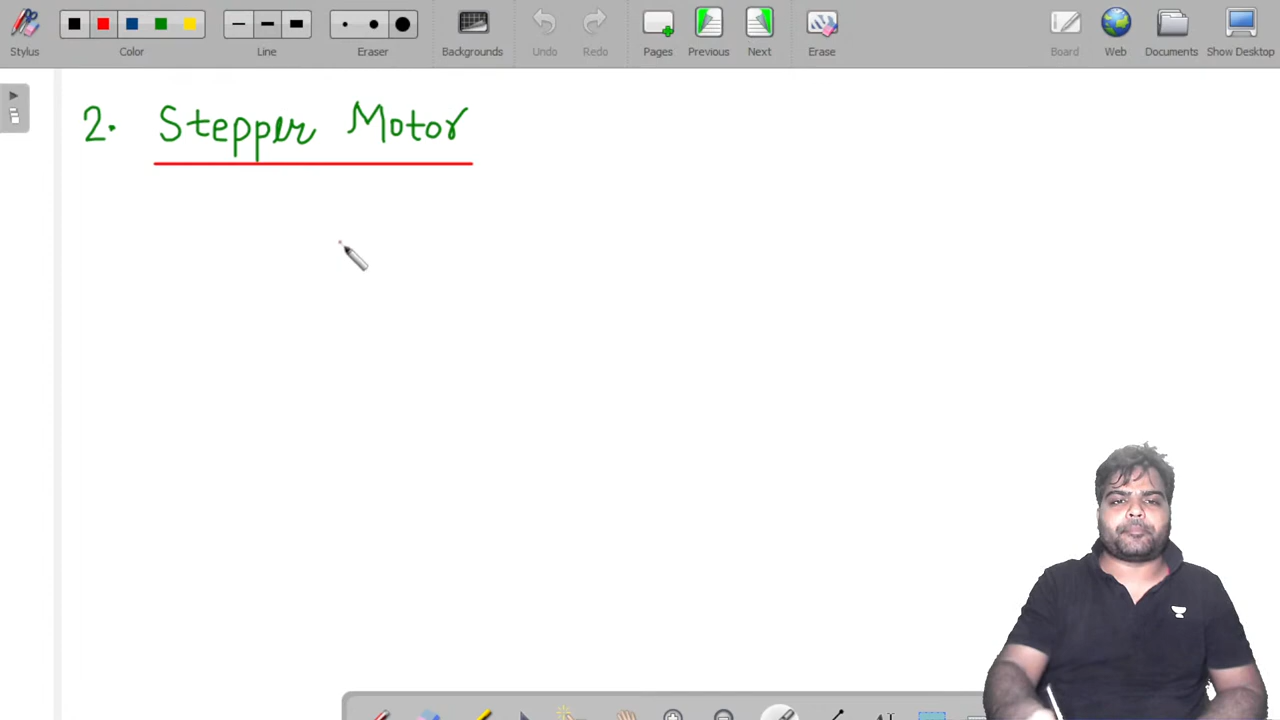 Stylus
Color
Line
Eraser
Backgrounds
Undo
Redo
Pages
Previous
Next
Erase
Board
Web
Documents
Show Desktop
2. Stepper Motor